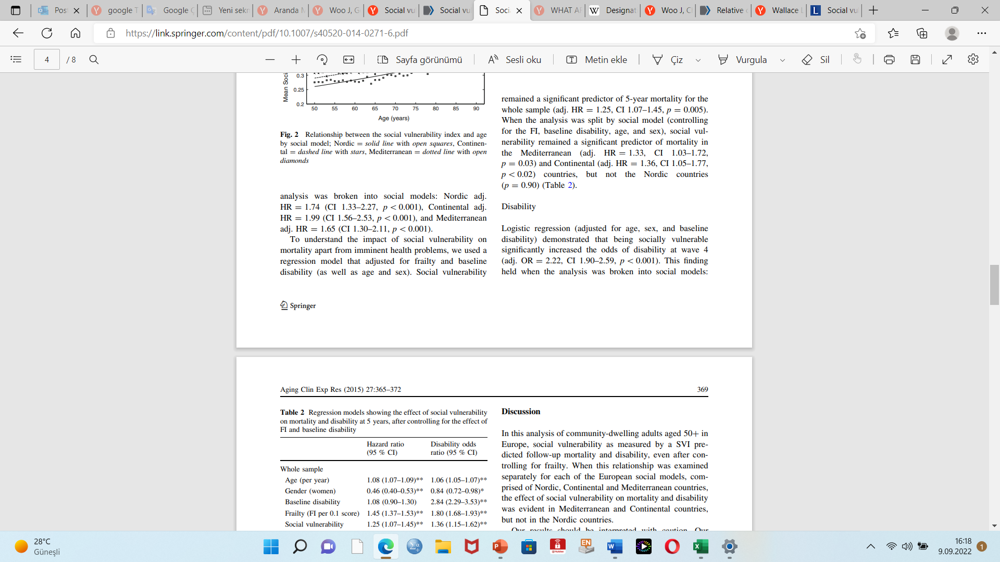 Pos
google T
Google
Yeni sekr
Aranda
Woo J, G
Social vu
Social vu
Soci
WHAT A
Designat
Woo J, C
Relative
Wallace
Social vu
https://link.springer.com/content/pdf/10.1007/s40520-014-0271-6.pdf
4 / 8
Sayfa görünümü
Sesli oku
Metin ekle
Çiz
Vurgula
Sil
Mean Soci
0.3
0.25
0.2
50 55 60 65 70 75 80 85 90
Age (years)
Fig. 2 Relationship between the social vulnerability index and age
by social model; Nordic = solid line with open squares, Continen-
tal = dashed line with stars, Mediterranean = dotted line with open
diamonds
analysis was broken into social models: Nordic adj.
HR = 1.74 (CI 1.33–2.27, p < 0.001), Continental adj.
HR = 1.99 (CI 1.56–2.53, p < 0.001), and Mediterranean
adj. HR = 1.65 (CI 1.30–2.11, p < 0.001).
To understand the impact of social vulnerability on
mortality apart from imminent health problems, we used a
regression model that adjusted for frailty and baseline
disability (as well as age and sex). Social vulnerability
remained a significant predictor of 5-year mortality for the
whole sample (adj. HR = 1.25, CI 1.07–1.45, p = 0.005).
When the analysis was split by social model (controlling
for the FI, baseline disability, age, and sex), social vul-
nerability remained a significant predictor of mortality in
the Mediterranean (adj. HR = 1.33, CI 1.03–1.72,
p = 0.03) and Continental (adj. HR = 1.36, CI 1.05–1.77,
p < 0.02) countries, but not the Nordic countries
(p = 0.90) (Table 2).
Disability
Logistic regression (adjusted for age, sex, and baseline
disability) demonstrated that being socially vulnerable
significantly increased the odds of disability at wave 4
(adj. OR = 2.22, CI 1.90–2.59, p < 0.001). This finding
held when the analysis was broken into social models:
Springer
Aging Clin Exp Res (2015) 27:365–372
369
Table 2 Regression models showing the effect of social vulnerability
on mortality and disability at 5 years, after controlling for the effect of
FI and baseline disability
Hazard ratio (95 % CI)
Disability odds ratio (95 % CI)
Whole sample
Age (per year) 1.08 (1.07–1.09)** 1.06 (1.05–1.07)**
Gender (women) 0.46 (0.40–0.53)** 0.84 (0.72–0.98)*
Baseline disability 1.08 (0.90–1.30) 2.84 (2.29–3.53)**
Frailty (FI per 0.1 score) 1.45 (1.37–1.53)** 1.80 (1.68–1.93)**
Social vulnerability 1.25 (1.07–1.45)** 1.36 (1.15–1.62)**
Discussion
In this analysis of community-dwelling adults aged 50+ in
Europe, social vulnerability as measured by a SVI pre-
dicted follow-up mortality and disability, even after con-
trolling for frailty. When this relationship was examined
separately for each of the European social models, com-
prised of Nordic, Continental and Mediterranean countries,
the effect of social vulnerability on mortality and disability
was evident in Mediterranean and Continental countries,
but not in the Nordic countries.
Our results should be interpreted with caution. Our
28°C
Güneşli
EN
16:18
9.09.2022
1